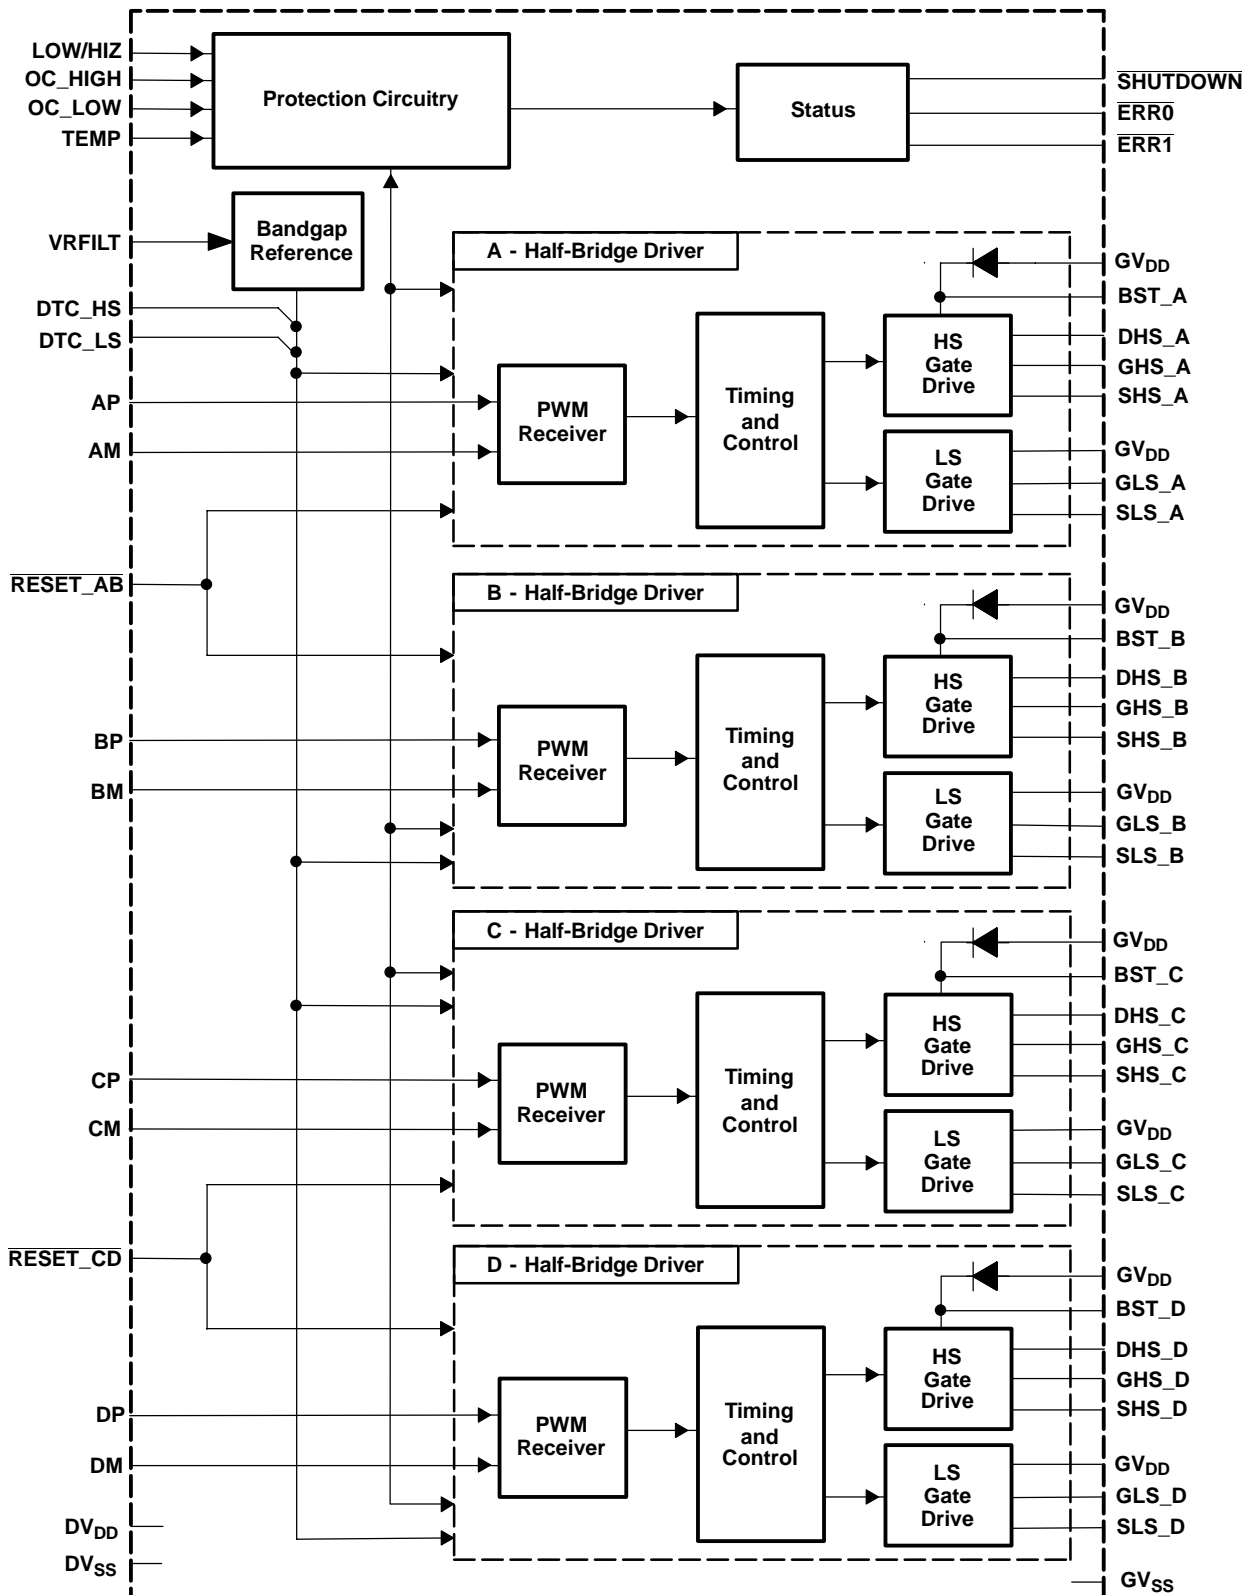 LOW/HIZ
OC_HIGH
OC_LOW
TEMP
Protection Circuitry
Status
SHUTDOWN
ERR0
ERR1
VRFILT
Bandgap
Reference
DTC_HS
DTC_LS
A - Half-Bridge Driver
AP
AM
PWM
Receiver
Timing
and
Control
HS
Gate
Drive
LS
Gate
Drive
GVDD
BST_A
DHS_A
GHS_A
SHS_A
GVDD
GLS_A
SLS_A
RESET_AB
B - Half-Bridge Driver
BP
BM
PWM
Receiver
Timing
and
Control
HS
Gate
Drive
LS
Gate
Drive
GVDD
BST_B
DHS_B
GHS_B
SHS_B
GVDD
GLS_B
SLS_B
C - Half-Bridge Driver
CP
CM
PWM
Receiver
Timing
and
Control
HS
Gate
Drive
LS
Gate
Drive
GVDD
BST_C
DHS_C
GHS_C
SHS_C
GVDD
GLS_C
SLS_C
RESET_CD
D - Half-Bridge Driver
DP
DM
PWM
Receiver
Timing
and
Control
HS
Gate
Drive
LS
Gate
Drive
GVDD
BST_D
DHS_D
GHS_D
SHS_D
GVDD
GLS_D
SLS_D
DVDD
DVSS
GVSS